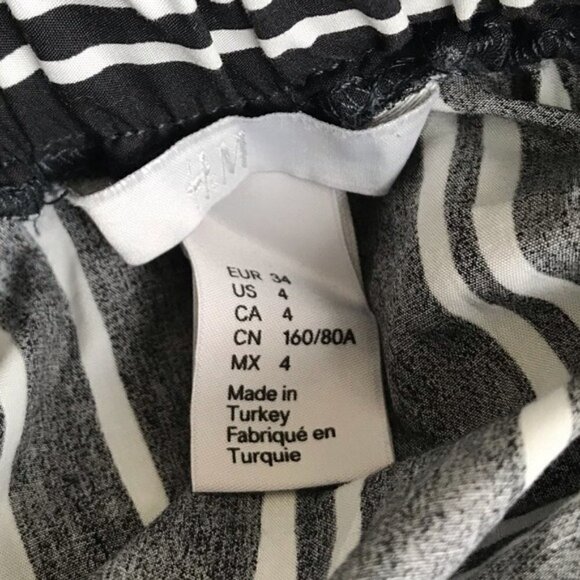 H&M
EUR 34
US 4
CA 4
CN 160/80A
MX 4
Made in
Turkey
Fabriqué en
Turquie